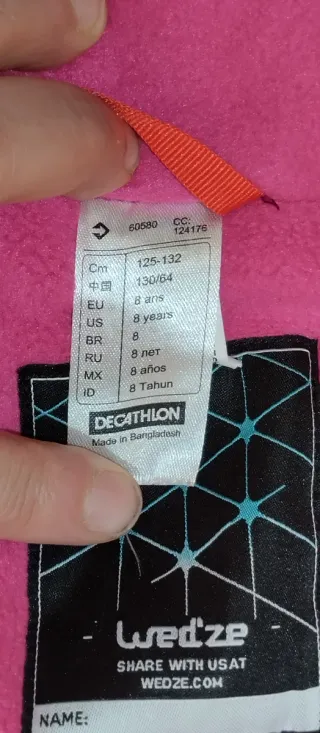 60580 CC: 124176
Cm 125-132
中国 130/64
EU 8 ans
US 8 years
BR 8
RU 8 лет
MX 8 años
ID 8 Tahun
DECATHLON
Made in Bangladesh
Wed'ze
SHARE WITH US AT
WEDZE.COM
NAME: